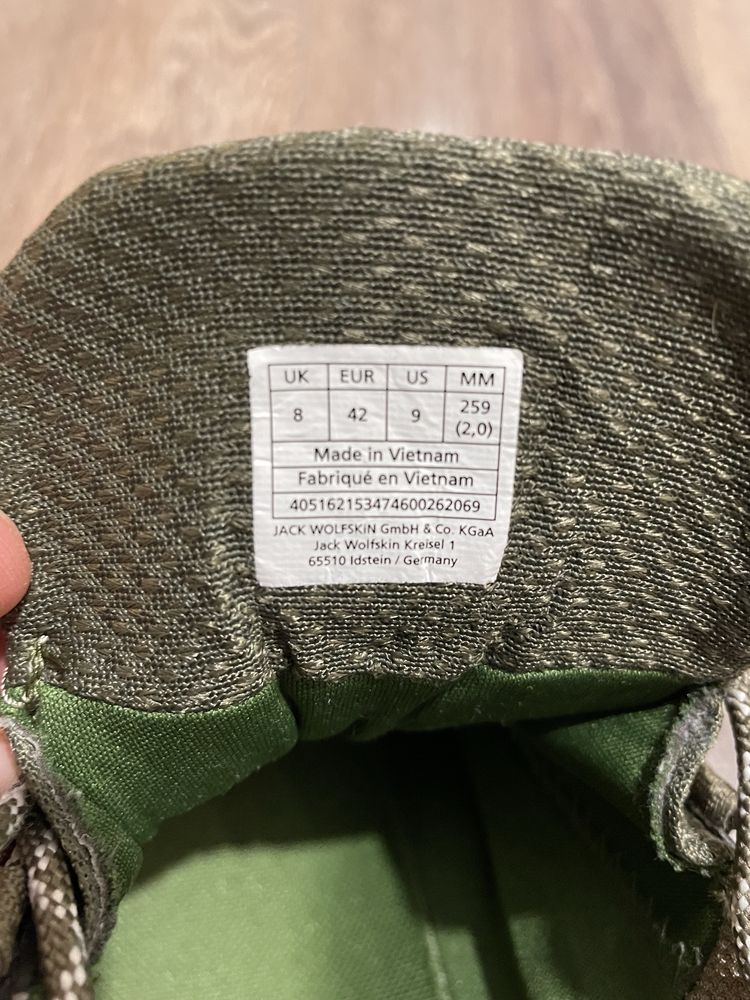 UK EUR US MM
8 42 9 259 (2,0)
Made in Vietnam
Fabriqué en Vietnam
405162153474600262069
JACK WOLFSKIN GmbH & Co. KGaA
Jack Wolfskin Kreisel 1
65510 Idstein / Germany